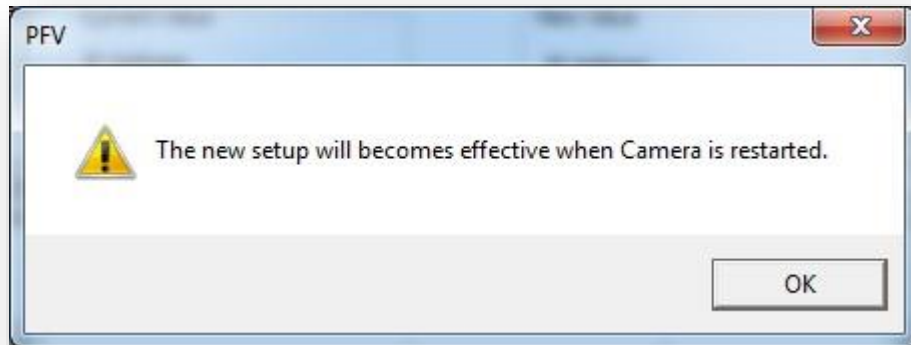 PFV
The new setup will becomes effective when Camera is restarted.
OK